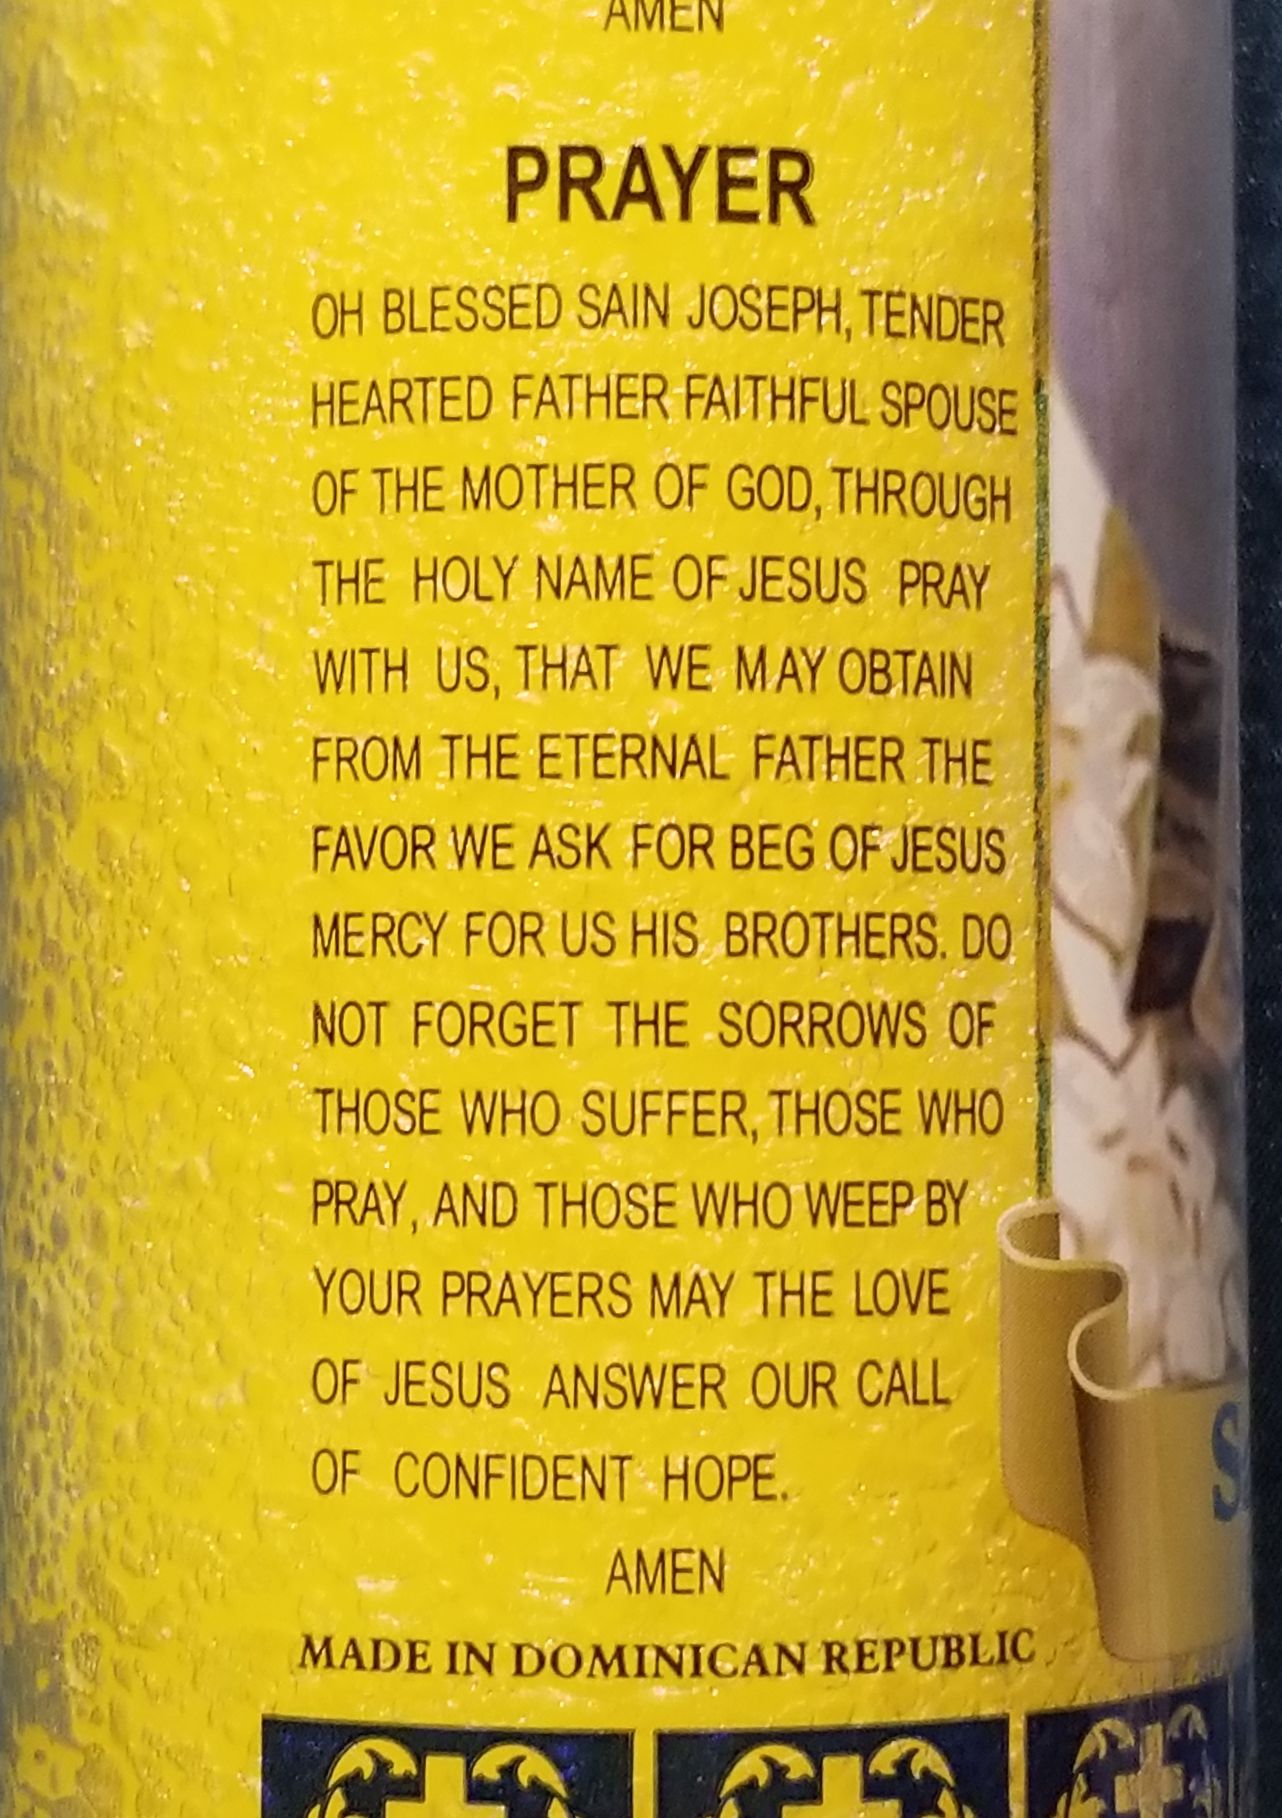 AMEN
PRAYER
OH BLESSED SAIN JOSEPH, TENDER
HEARTED FATHER FAITHFUL SPOUSE
OF THE MOTHER OF GOD, THROUGH
THE HOLY NAME OF JESUS PRAY
WITH US, THAT WE MAY OBTAIN
FROM THE ETERNAL FATHER THE
FAVOR WE ASK FOR BEG OF JESUS
MERCY FOR US HIS BROTHERS. DO
NOT FORGET THE SORROWS OF
THOSE WHO SUFFER, THOSE WHO
PRAY, AND THOSE WHO WEEP BY
YOUR PRAYERS MAY THE LOVE
OF JESUS ANSWER OUR CALL
OF CONFIDENT HOPE.
AMEN
MADE IN DOMINICAN REPUBLIC